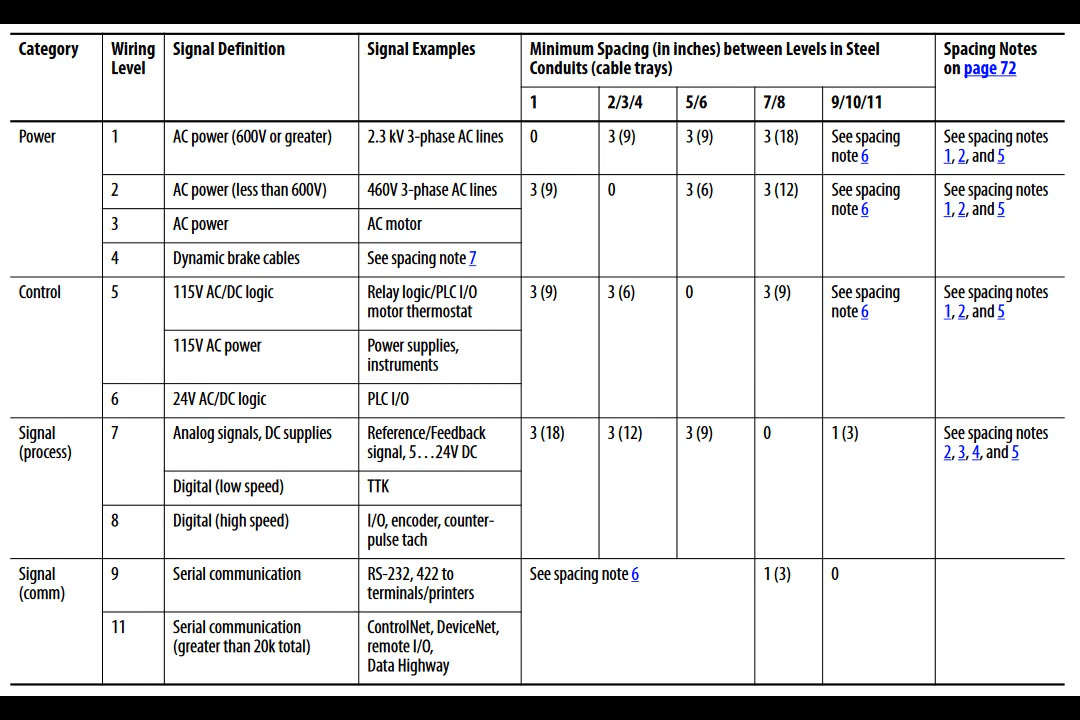 Category Wiring Level Signal Definition Signal Examples Minimum Spacing (in inches) between Levels in Steel Conduits (cable trays) Spacing Notes on page 72
1 2/3/4 5/6 7/8 9/10/11
Power 1 AC power (600V or greater) 2.3 kV 3-phase AC lines 0 3 (9) 3 (9) 3 (18) See spacing note 6 See spacing notes 1, 2, and 5
2 AC power (less than 600V) 460V 3-phase AC lines 3 (9) 0 3 (6) 3 (12) See spacing note 6 See spacing notes 1, 2, and 5
3 AC power AC motor
4 Dynamic brake cables See spacing note 7
Control 5 115V AC/DC logic Relay logic/PLC I/O motor thermostat 3 (9) 3 (6) 0 3 (9) See spacing note 6 See spacing notes 1, 2, and 5
115V AC power Power supplies, instruments
6 24V AC/DC logic PLC I/O
Signal (process) 7 Analog signals, DC supplies Reference/Feedback signal, 5…24V DC 3 (18) 3 (12) 3 (9) 0 1 (3) See spacing notes 2, 3, 4, and 5
Digital (low speed) TTK
8 Digital (high speed) I/O, encoder, counter-pulse tach
Signal (comm) 9 Serial communication RS-232, 422 to terminals/printers See spacing note 6 1 (3) 0
11 Serial communication (greater than 20k total) ControlNet, DeviceNet, remote I/O, Data Highway